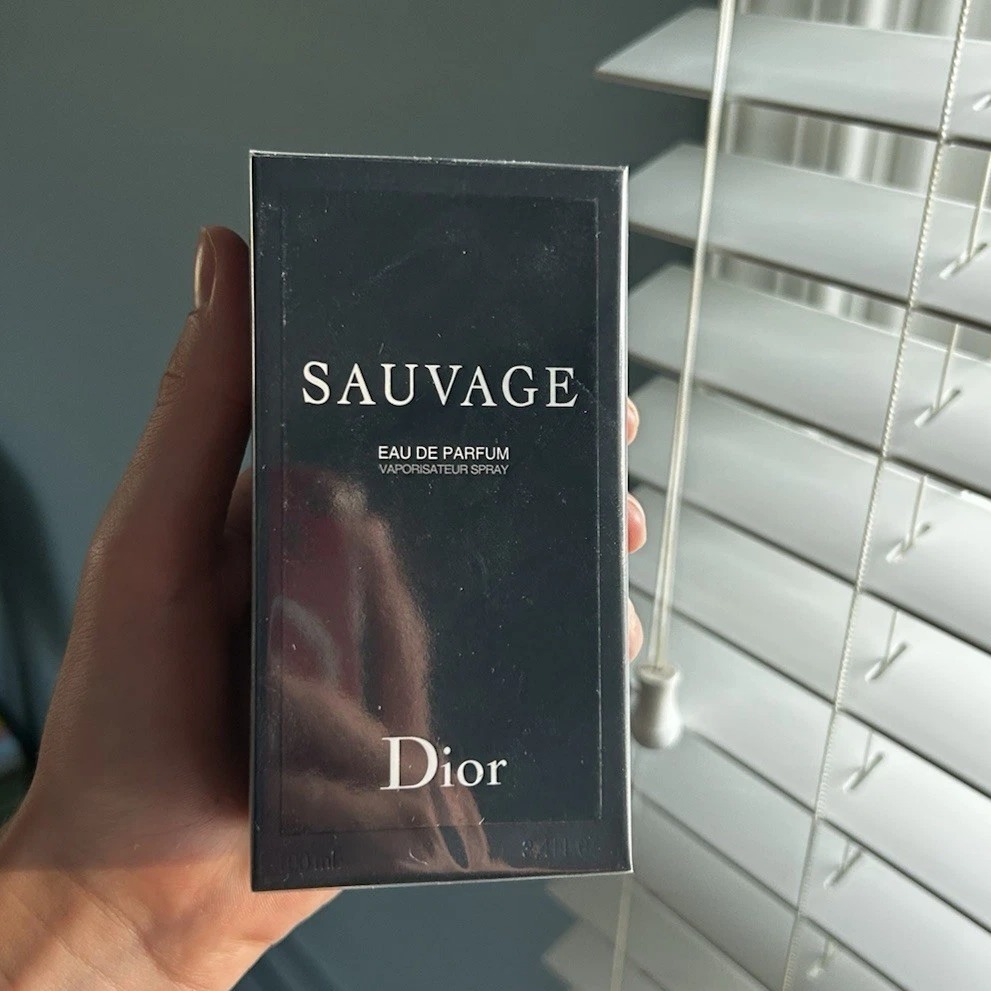 SAUVAGE
EAU DE PARFUM
VAPORISATEUR SPRAY
Dior